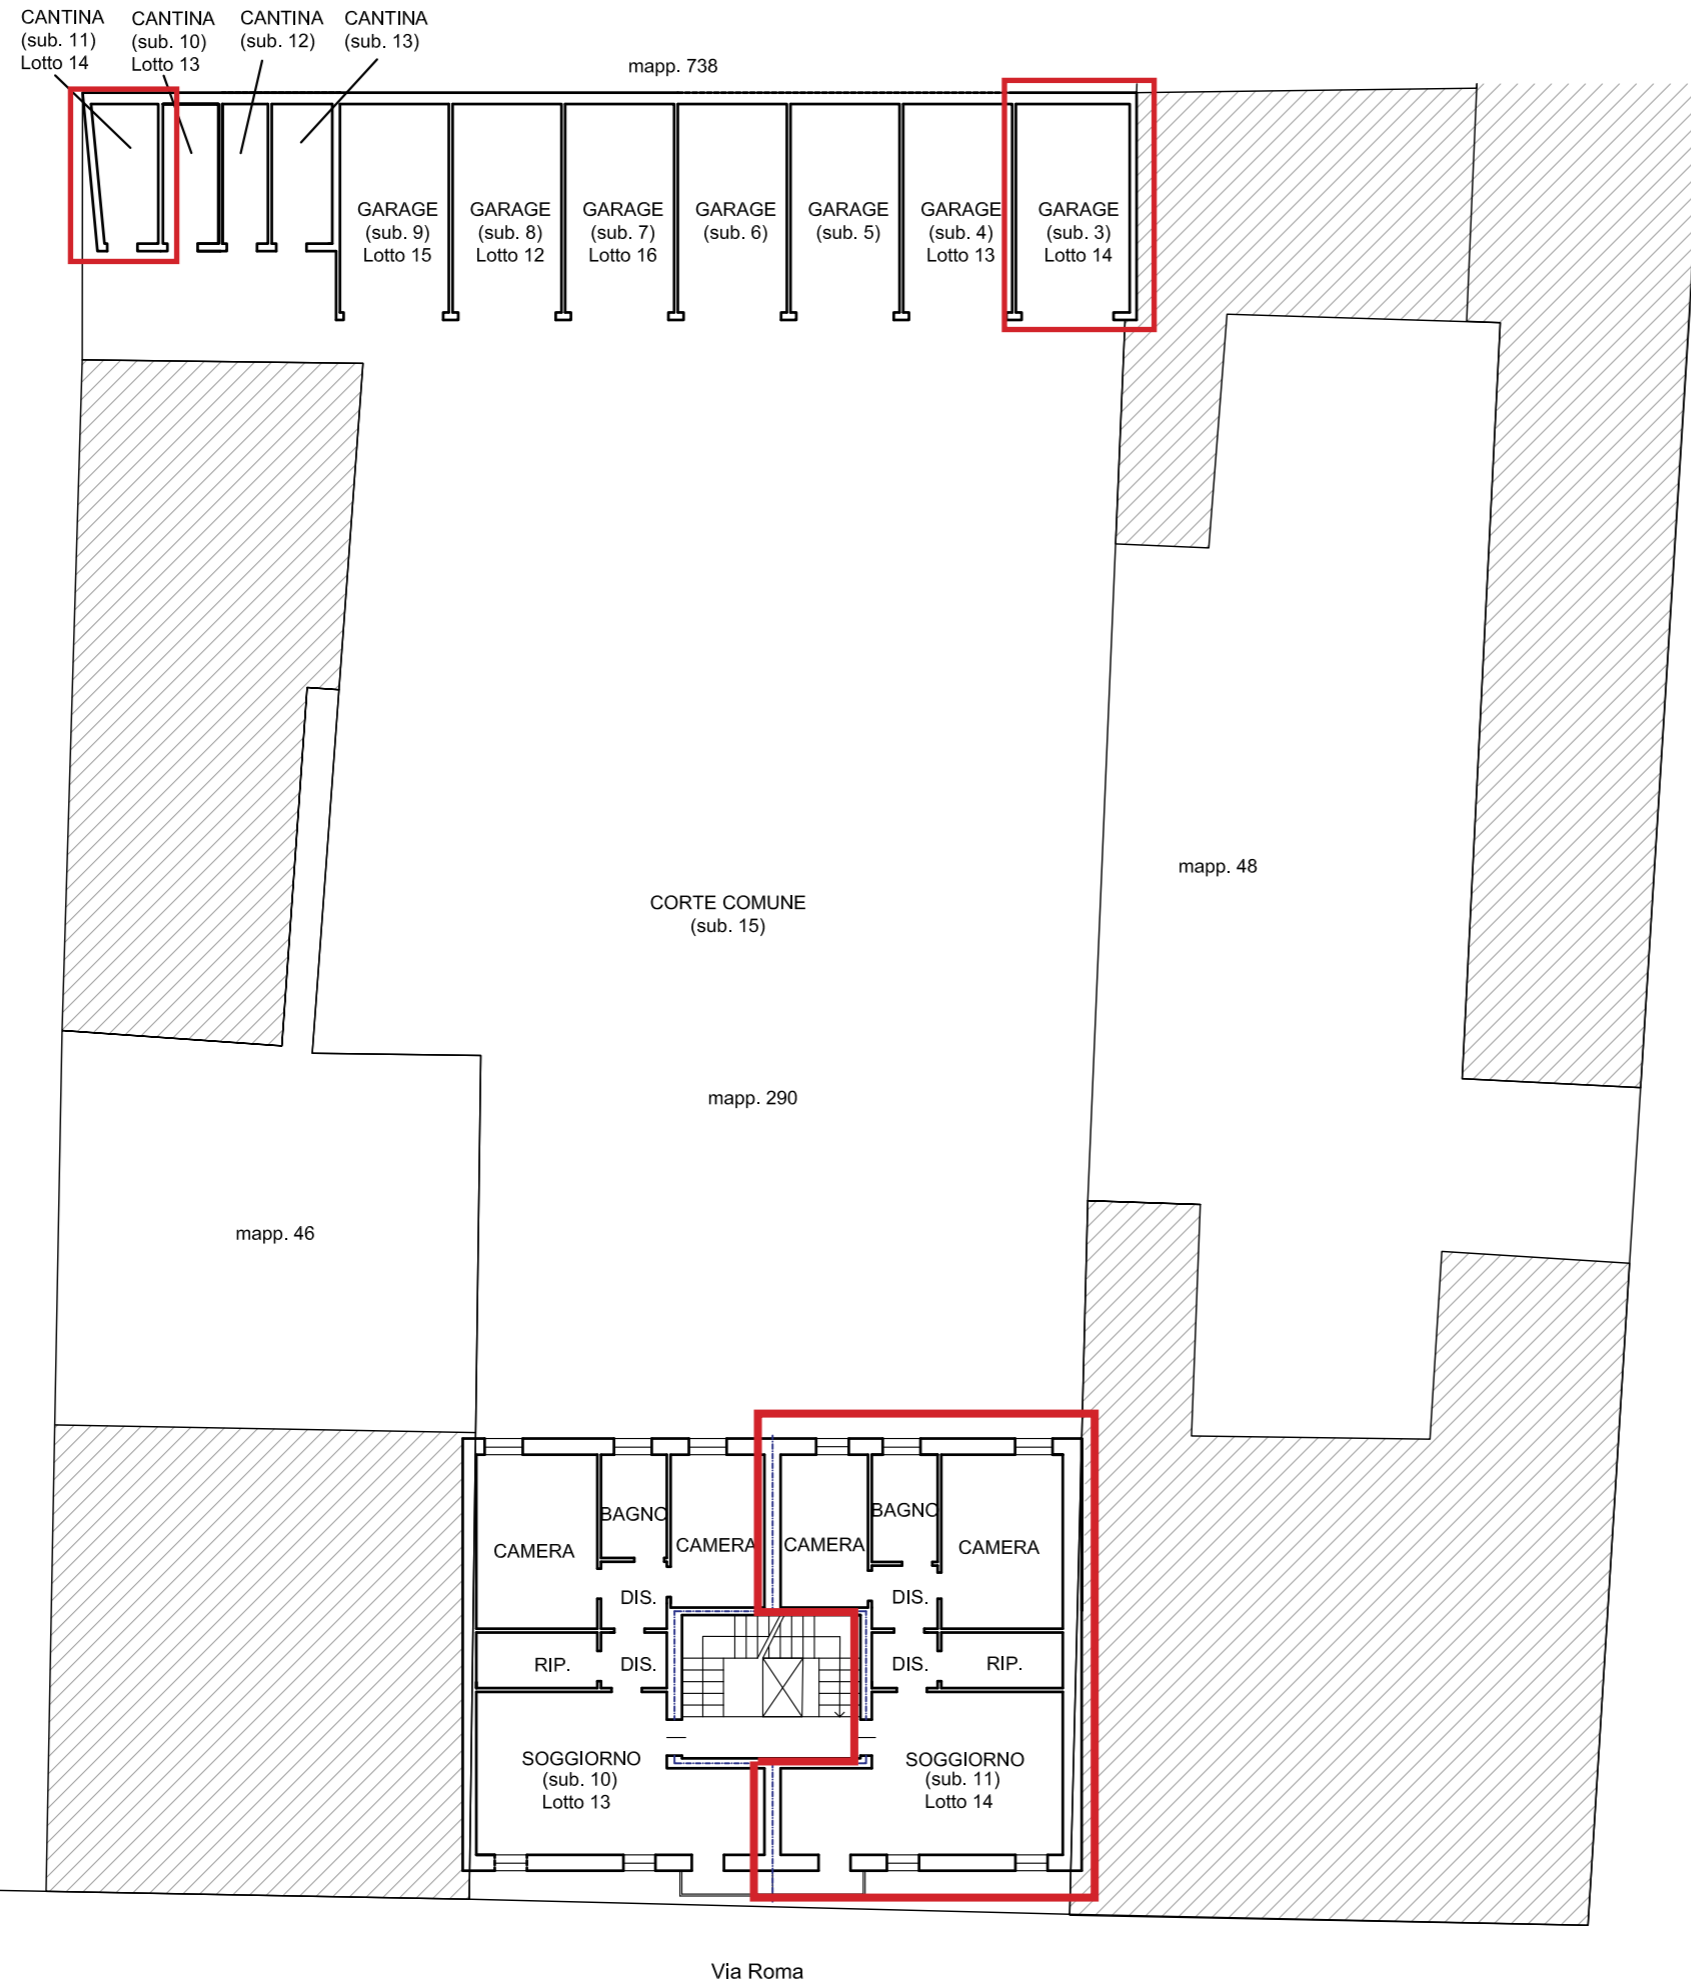 CANTINA
(sub. 11)
Lotto 14
CANTINA
(sub. 10)
Lotto 13
CANTINA
(sub. 12)
CANTINA
(sub. 13)
mapp. 738
GARAGE
(sub. 9)
Lotto 15
GARAGE
(sub. 8)
Lotto 12
GARAGE
(sub. 7)
Lotto 16
GARAGE
(sub. 6)
GARAGE
(sub. 5)
GARAGE
(sub. 4)
Lotto 13
GARAGE
(sub. 3)
Lotto 14
mapp. 48
CORTE COMUNE
(sub. 15)
mapp. 290
mapp. 46
CAMERA
BAGNO
CAMERA
CAMERA
BAGNO
CAMERA
DIS.
DIS.
RIP.
DIS.
DIS.
RIP.
SOGGIORNO
(sub. 10)
Lotto 13
SOGGIORNO
(sub. 11)
Lotto 14
Via Roma